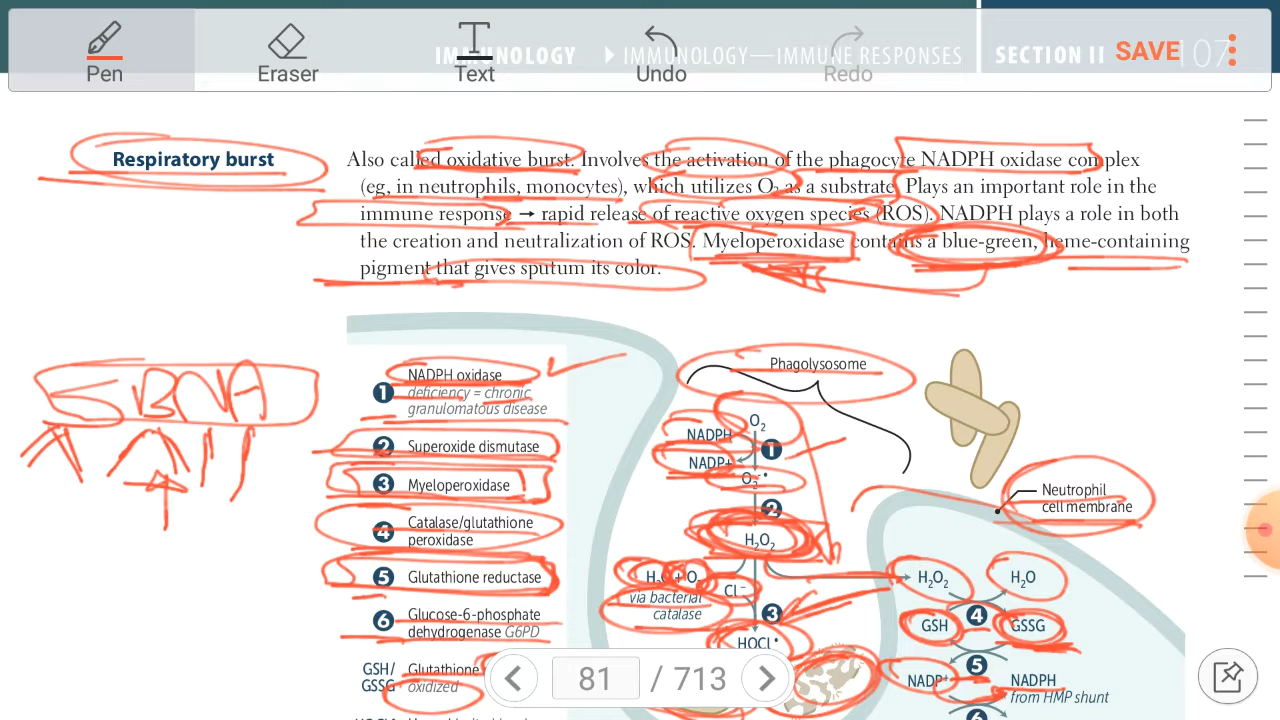 IMMUNOLOGY ▶ IMMUNOLOGY—IMMUNE RESPONSES SECTION II 107
Pen
Eraser
Text
Undo
Redo
SAVE
Respiratory burst
Also called oxidative burst. Involves the activation of the phagocyte NADPH oxidase complex
(eg, in neutrophils, monocytes), which utilizes O₂ as a substrate. Plays an important role in the
immune response → rapid release of reactive oxygen species (ROS). NADPH plays a role in both
the creation and neutralization of ROS. Myeloperoxidase contains a blue-green, heme-containing
pigment that gives sputum its color.
1 NADPH oxidase
deficiency = chronic
granulomatous disease
2 Superoxide dismutase
3 Myeloperoxidase
4 Catalase/glutathione
peroxidase
5 Glutathione reductase
6 Glucose-6-phosphate
dehydrogenase G6PD
GSH/ Glutathione
GSSG oxidized
Phagolysosome
O₂
NADPH
1
NADP+
O₂⁻•
2
H₂O₂
H₂O + O₂
via bacterial
catalase
Cl⁻
3
HOCl•
Neutrophil
cell membrane
H₂O₂ H₂O
4
GSH GSSG
5
NADP⁺ NADPH
from HMP shunt
6
81 / 713